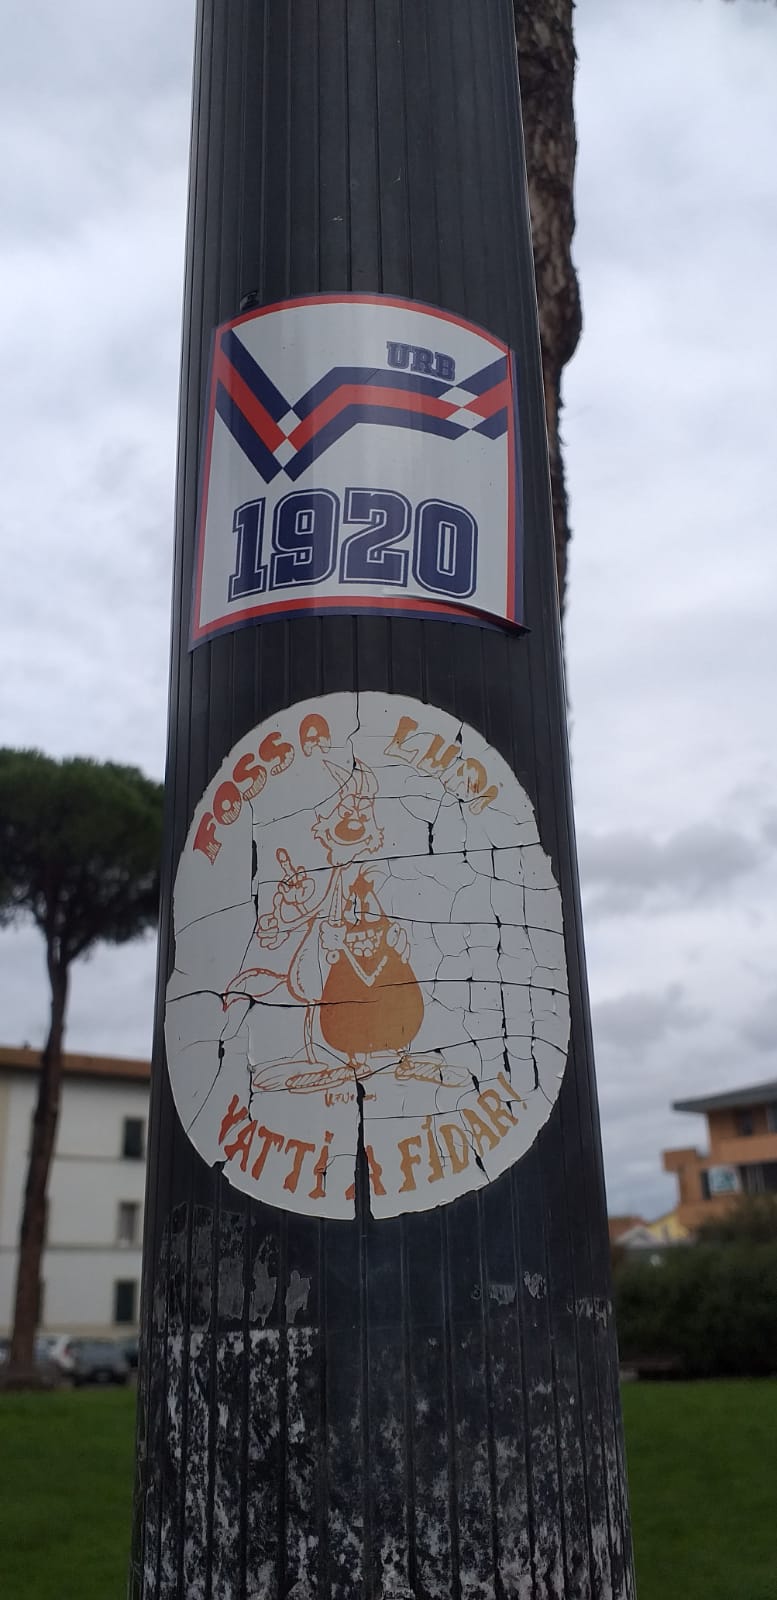 URB
1920
FOSSA LUPI
VATTI A FIDAR!